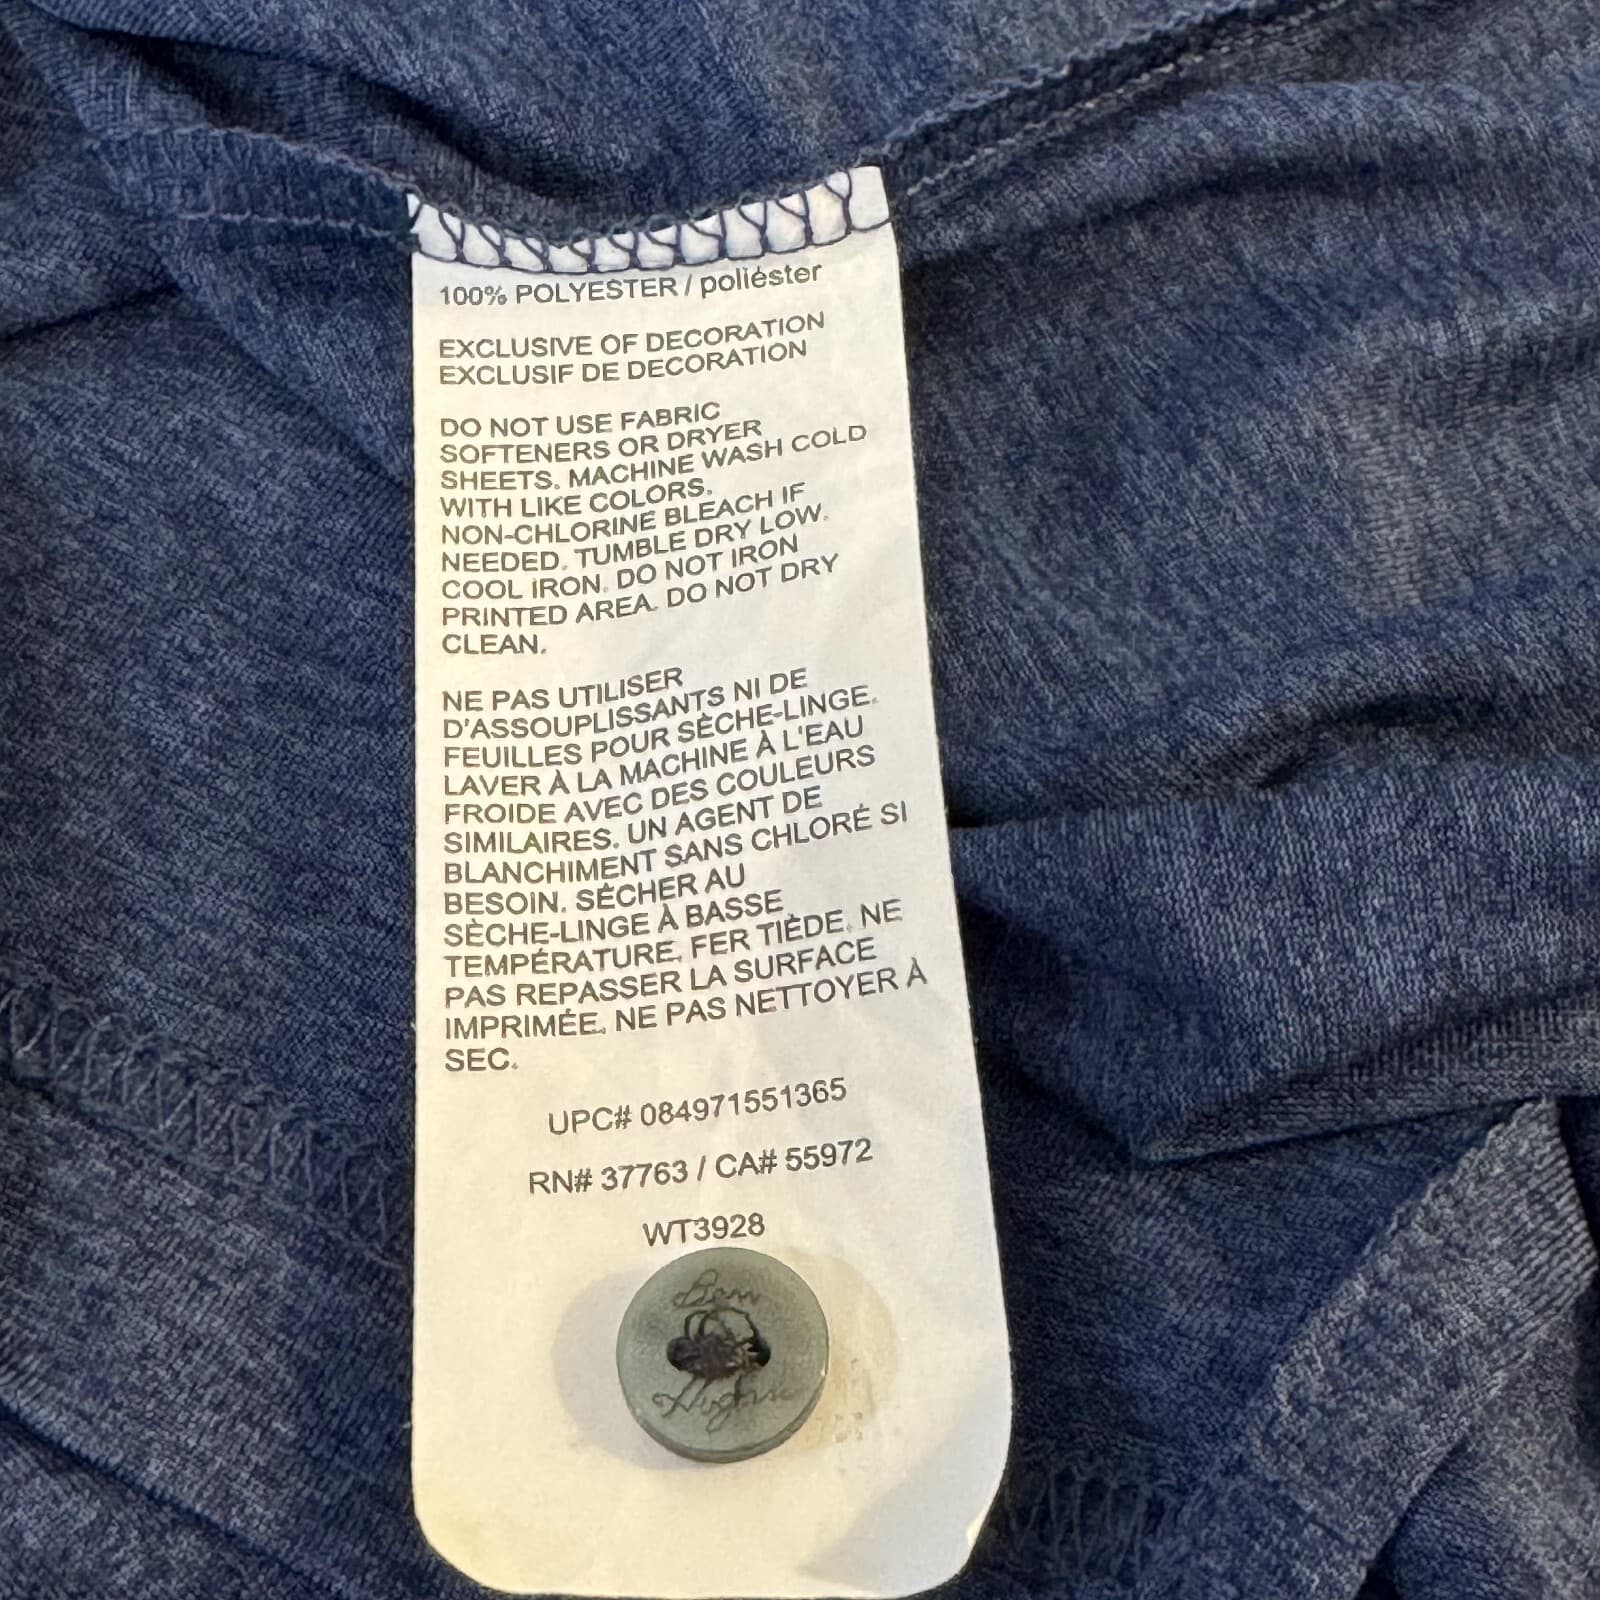 100% POLYESTER / poliéster
EXCLUSIVE OF DECORATION
EXCLUSIF DE DECORATION
DO NOT USE FABRIC
SOFTENERS OR DRYER
SHEETS. MACHINE WASH COLD
WITH LIKE COLORS.
NON-CHLORINE BLEACH IF
NEEDED. TUMBLE DRY LOW.
COOL IRON. DO NOT IRON
PRINTED AREA. DO NOT DRY
CLEAN.
NE PAS UTILISER
D'ASSOUPLISSANTS NI DE
FEUILLES POUR SÈCHE-LINGE.
LAVER À LA MACHINE À L'EAU
FROIDE AVEC DES COULEURS
SIMILAIRES. UN AGENT DE
BLANCHIMENT SANS CHLORÉ SI
BESOIN. SÉCHER AU
SÈCHE-LINGE À BASSE
TEMPÉRATURE. FER TIÈDE. NE
PAS REPASSER LA SURFACE
IMPRIMÉE. NE PAS NETTOYER À
SEC.
UPC# 084971551365
RN# 37763 / CA# 55972
WT3928
Ben
Hogan